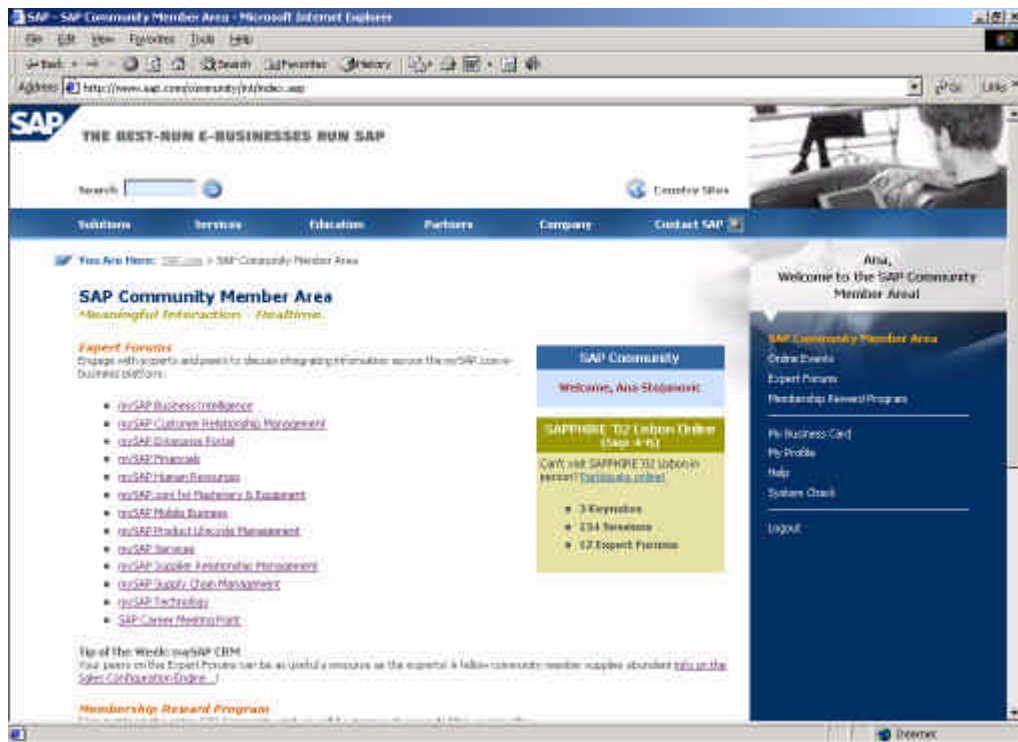 SAP - SAP Community Member Area - Microsoft Internet Explorer
File Edit View Favorites Tools Help
Back Search Favorites History
Address http://www.sap.com/community/int/index.asp Go Links
SAP
THE BEST-RUN E-BUSINESSES RUN SAP
Search Country Sites
Solutions Services Education Partners Company Contact SAP
You Are Here: SAP.com > SAP Community Member Area
Ana,
Welcome to the SAP Community
Member Area!
SAP Community Member Area
Meaningful Interaction - Realtime.
Expert Forums
Engage with experts and peers to discuss integrating information across the mySAP.com e-
business platform:
mySAP Business Intelligence
mySAP Customer Relationship Management
mySAP Enterprise Portal
mySAP Financials
mySAP Human Resources
mySAP.com for Machinery & Equipment
mySAP Mobile Business
mySAP Product Lifecycle Management
mySAP Services
mySAP Supplier Relationship Management
mySAP Supply Chain Management
mySAP Technology
SAP Career Meeting Point
SAP Community
Welcome, Ana Stojanovic
SAPPHIRE '02 Lisbon Online
(Sept 4-6)
Can't visit SAPPHIRE '02 Lisbon in
person? Participate online!
3 Keynotes
134 Sessions
12 Expert Forums
SAP Community Member Area
Online Events
Expert Forums
Membership Reward Program
My Business Card
My Profile
Help
System Check
Logout
Tip of the Week: mySAP CRM
Your peers on the Expert Forums can be as useful a resource as the experts! A fellow community member supplies abundant info on the
Sales Configuration Engine...!
Membership Reward Program
Internet